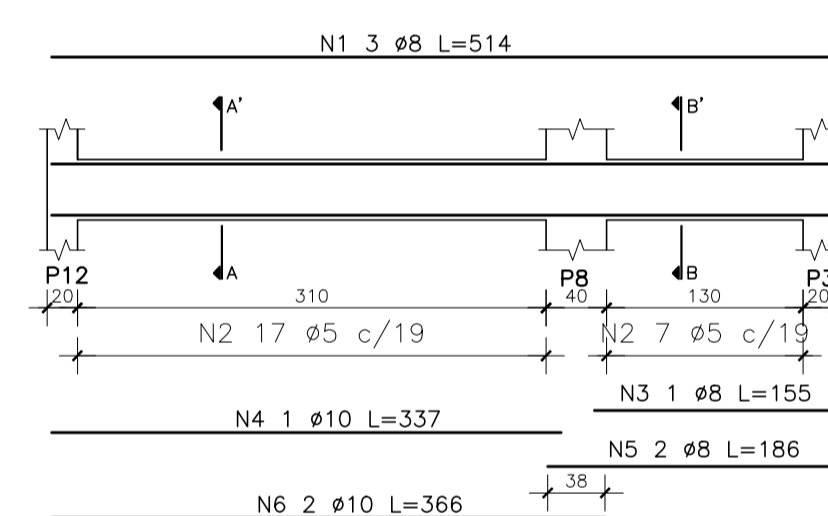 N1 3 ø8 L=514
A' B'
A B
P12 P8 P3
20 310 40 130 20
N2 17 ø5 c/19 N2 7 ø5 c/19
N3 1 ø8 L=155
N4 1 ø10 L=337
N5 2 ø8 L=186
38
N6 2 ø10 L=366